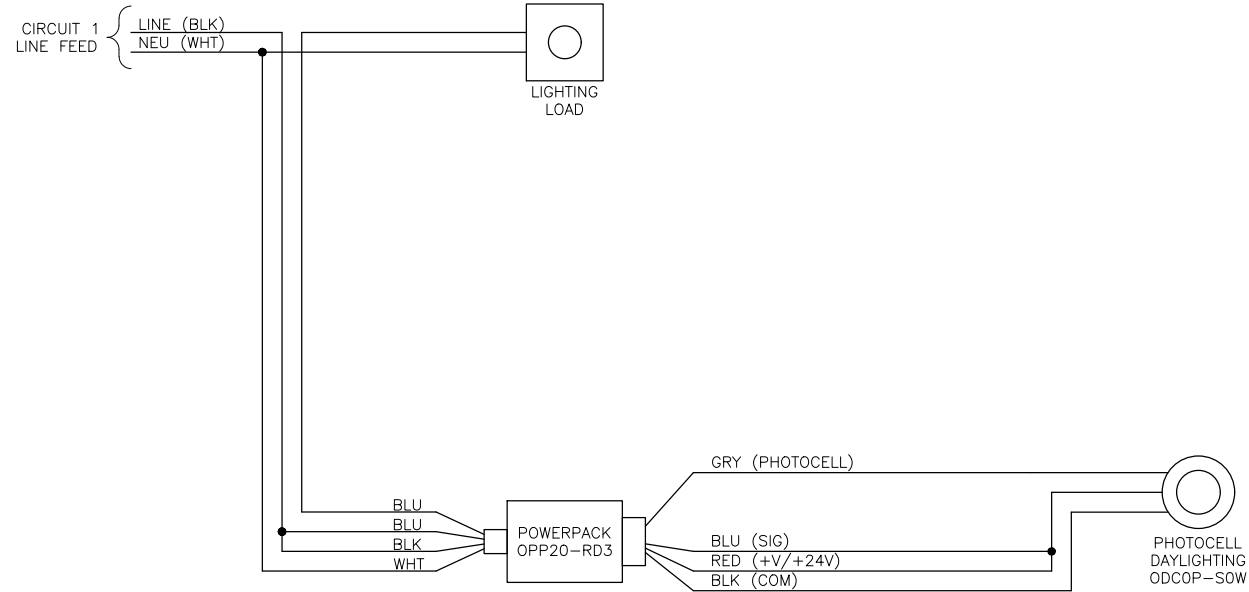 CIRCUIT 1
LINE FEED
LINE (BLK)
NEU (WHT)
LIGHTING
LOAD
BLU
BLU
BLK
WHT
POWERPACK
OPP20-RD3
GRY (PHOTOCELL)
BLU (SIG)
RED (+V/+24V)
BLK (COM)
PHOTOCELL
DAYLIGHTING
ODC0P-S0W